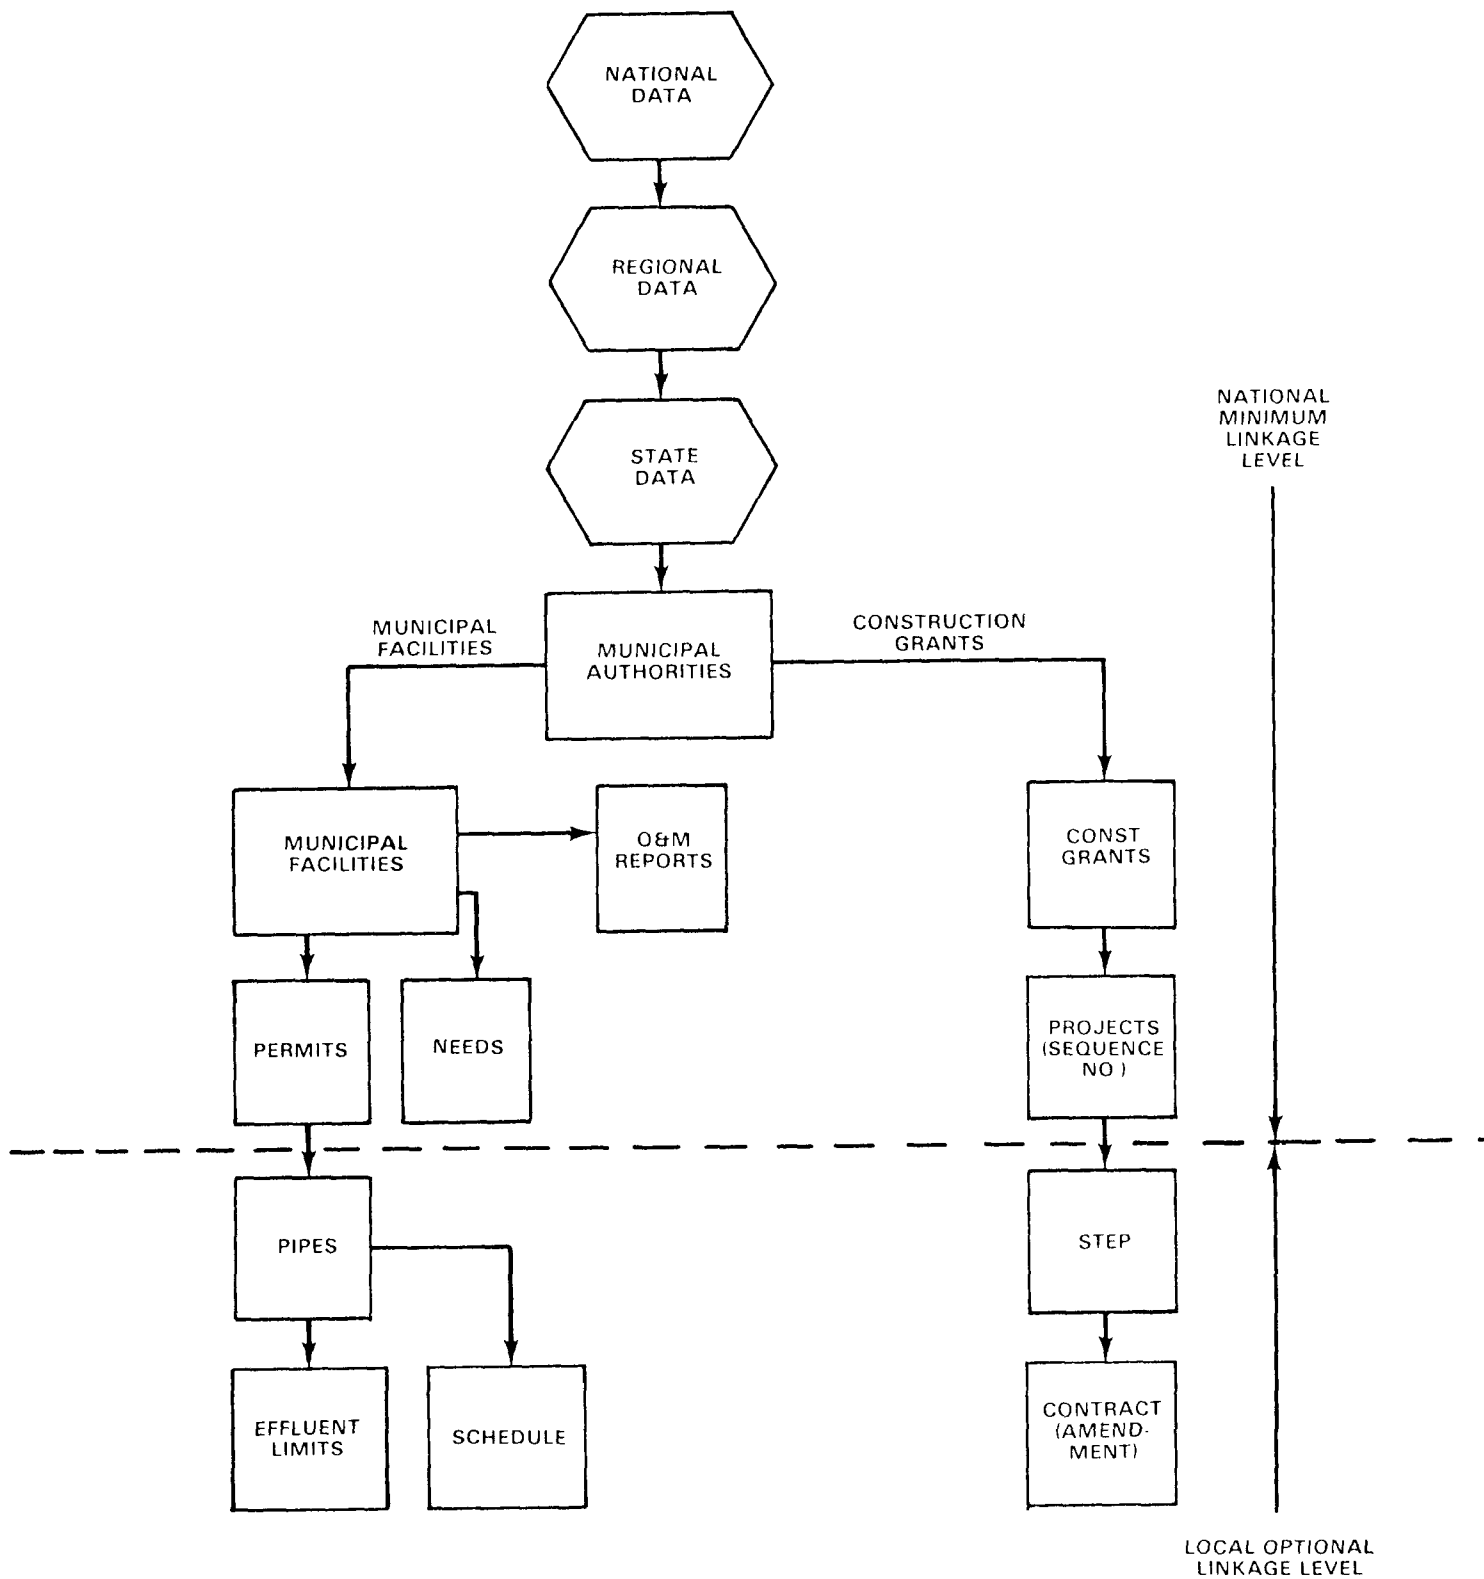 NATIONAL
DATA
REGIONAL
DATA
STATE
DATA
NATIONAL
MINIMUM
LINKAGE
LEVEL
MUNICIPAL
FACILITIES
MUNICIPAL
AUTHORITIES
CONSTRUCTION
GRANTS
MUNICIPAL
FACILITIES
O&M
REPORTS
CONST
GRANTS
PERMITS
NEEDS
PROJECTS
(SEQUENCE
NO )
PIPES
STEP
EFFLUENT
LIMITS
SCHEDULE
CONTRACT
(AMEND-
MENT)
LOCAL OPTIONAL
LINKAGE LEVEL